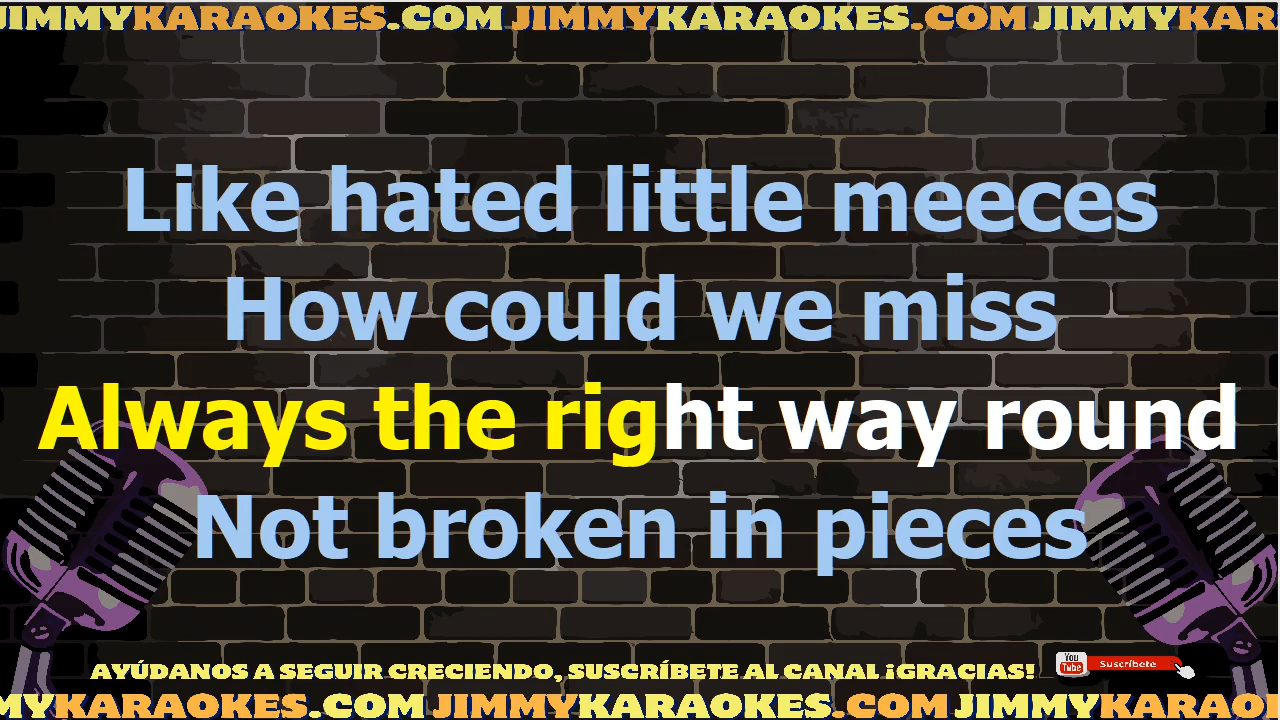 JIMMYKARAOKES.COM JIMMYKARAOKES.COM JIMMYKAR
Like hated little meeces
How could we miss
Always the right way round
Not broken in pieces
AYÚDANOS A SEGUIR CRECIENDO, SUSCRÍBETE AL CANAL ¡GRACIAS!
You Tube Suscríbete
MYKARAOKES.COM JIMMYKARAOKES.COM JIMMYKARAO